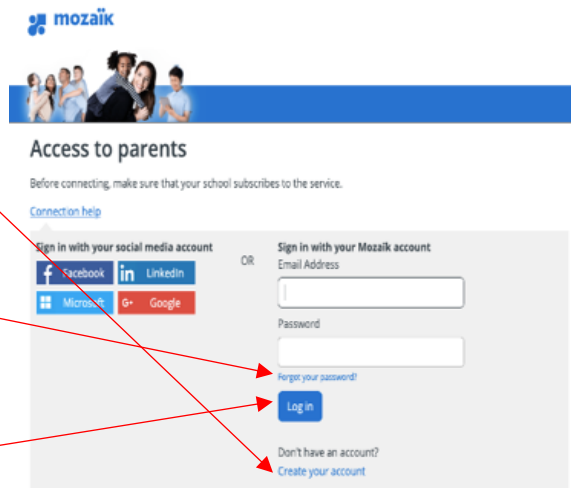 mozaïk
Access to parents
Before connecting, make sure that your school subscribes to the service.
Connection help
Sign in with your social media account
f Facebook
in LinkedIn
Microsoft
G+ Google
OR
Sign in with your Mozaïk account
Email Address
Password
Forgot your password?
Log in
Don't have an account?
Create your account